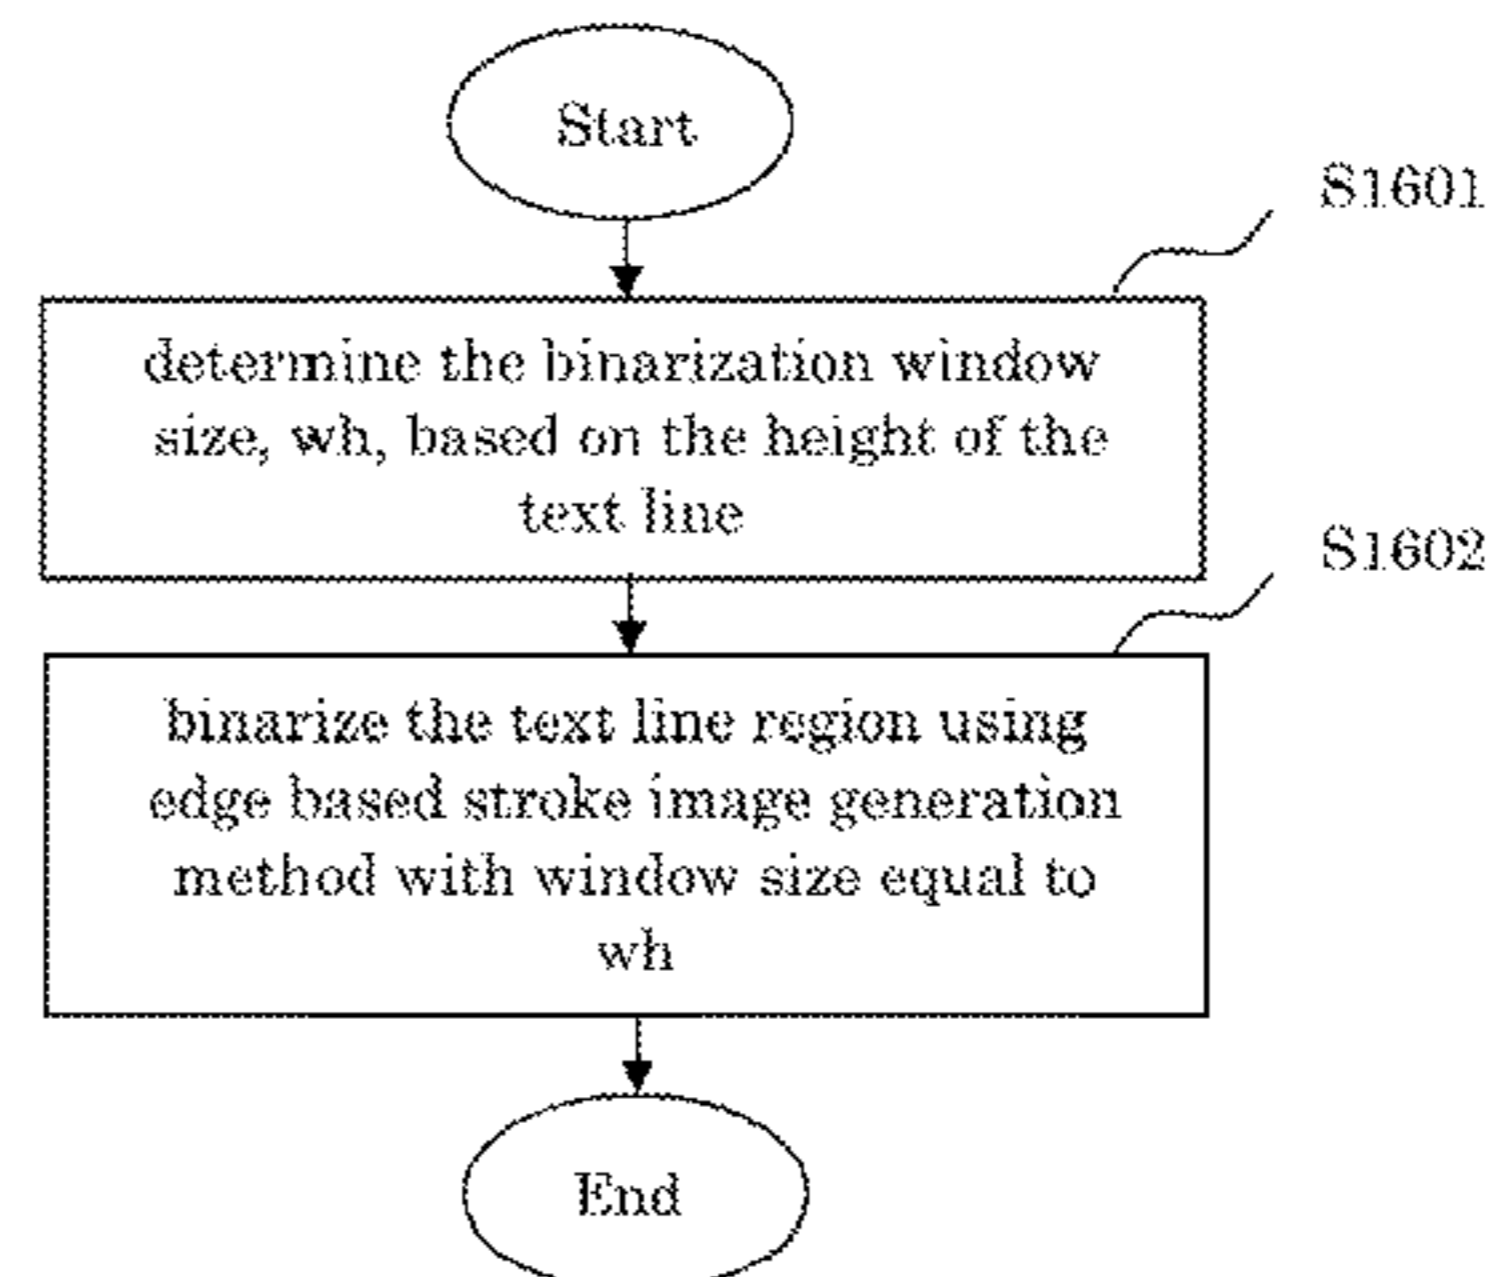 Start
S1601
determine the binarization window
size, wh, based on the height of the
text line
S1602
binarize the text line region using
edge based stroke image generation
method with window size equal to
wh
End